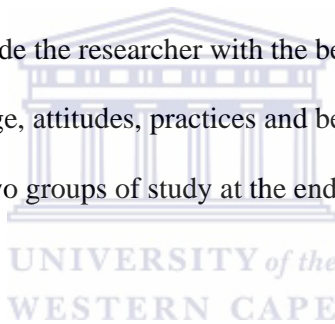 de the researcher with the be
ge, attitudes, practices and be
vo groups of study at the end
UNIVERSITY of the
WESTERN CAPE